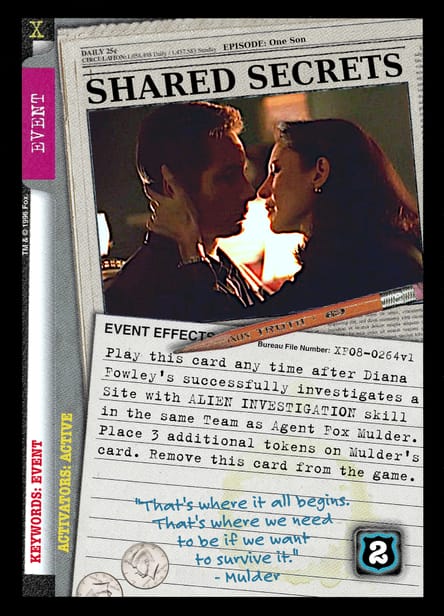 X
EVENT
TM & © 1996 Fox.
KEYWORDS: EVENT
ACTIVATORS: ACTIVE
DAILY 25¢
EPISODE: One Son
SHARED SECRETS
EVENT EFFECTS
Bureau File Number: XF08-0264v1
Play this card any time after Diana
Fowley's successfully investigates a
Site with ALIEN INVESTIGATION skill
in the same Team as Agent Fox Mulder.
Place 3 additional tokens on Mulder's
card. Remove this card from the game.
"That's where it all begins.
That's where we need
to be if we want
to survive it."
- Mulder
2